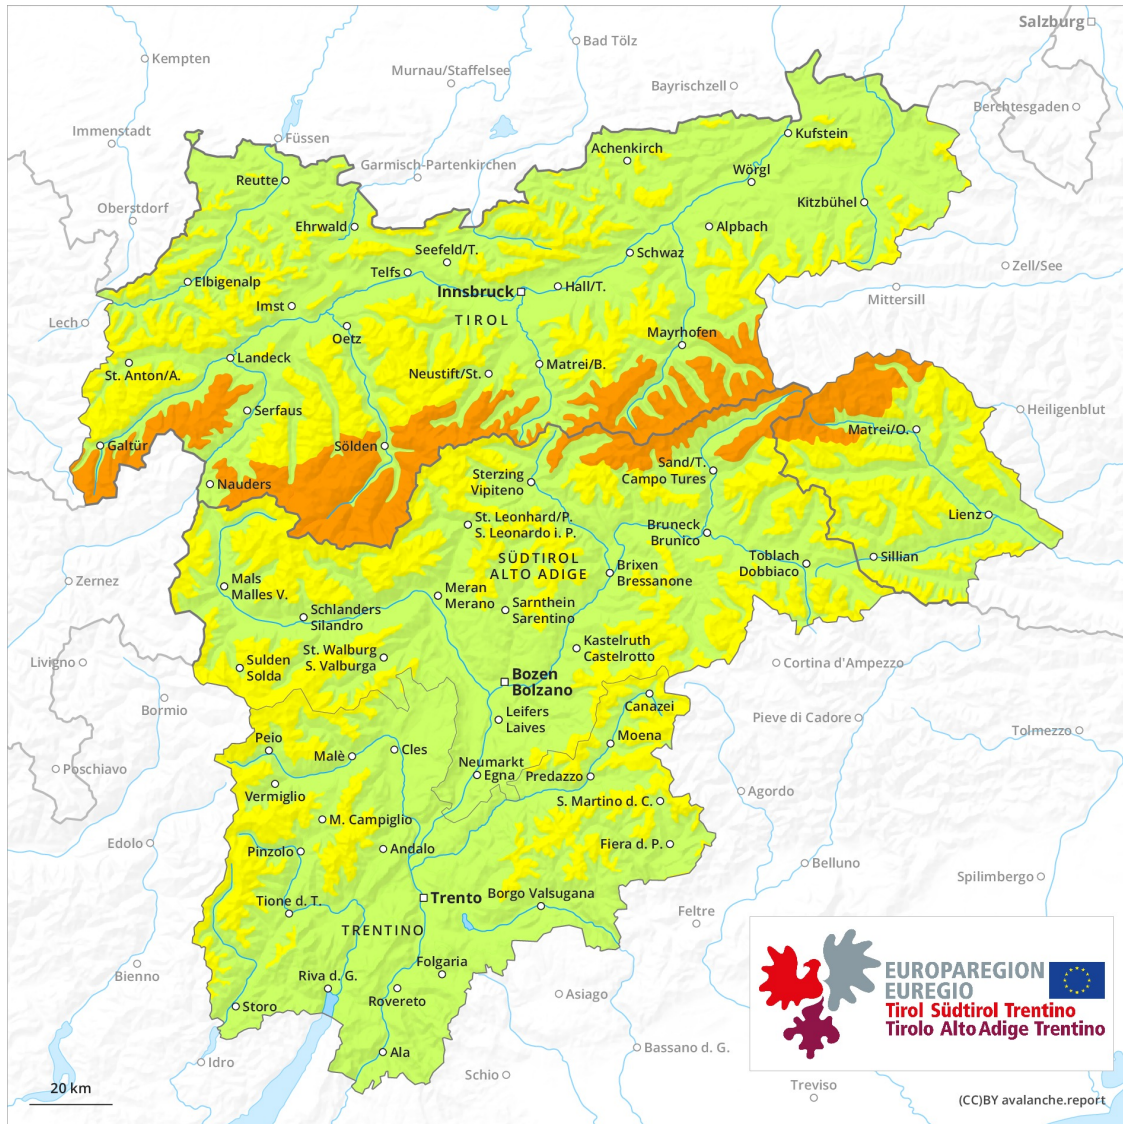 Salzburg
Bad Tölz
Kempten
Murnau/Staffelsee
Bayrischzell
Berchtesgaden
Immenstadt
Füssen
Kufstein
Achenkirch
Garmisch-Partenkirchen
Wörgl
Reutte
Oberstdorf
Kitzbühel
Ehrwald
Alpbach
Seefeld/T.
Schwaz
Zell/See
Telfs
Elbigenalp
Hall/T.
Innsbruck
Mittersill
Imst
TIROL
Lech
Oetz
Mayrhofen
Landeck
Matrei/B.
St. Anton/A.
Neustift/St.
Serfaus
Heiligenblut
Matrei/O.
Galtür
Sölden
Sand/T.
Campo Tures
Sterzing
Vipiteno
Nauders
Lienz
St. Leonhard/P.
S. Leonardo i. P.
Bruneck
Brunico
SÜDTIROL
ALTO ADIGE
Toblach
Dobbiaco
Sillian
Brixen
Bressanone
Zernez
Mals
Malles V.
Meran
Merano
Sarnthein
Sarentino
Schlanders
Silandro
Kastelruth
Castelrotto
St. Walburg
S. Valburga
Livigno
Sulden
Solda
Cortina d'Ampezzo
Bozen
Bolzano
Bormio
Canazei
Leifers
Laives
Pieve di Cadore
Tolmezzo
Peio
Moena
Malè
Cles
Neumarkt
Egna
Predazzo
Poschiavo
Vermiglio
Agordo
S. Martino d. C.
M. Campiglio
Edolo
Pinzolo
Andalo
Fiera d. P.
Belluno
Spilimbergo
Tione d. T.
Trento
Borgo Valsugana
Feltre
TRENTINO
Folgaria
Bienno
Riva d. G.
Rovereto
Asiago
Storo
EUROPAREGION
EUREGIO
Tirol Südtirol Trentino
Tirolo Alto Adige Trentino
Ala
Bassano d. G.
Idro
Schio
Treviso
20 km
(CC)BY avalanche.report